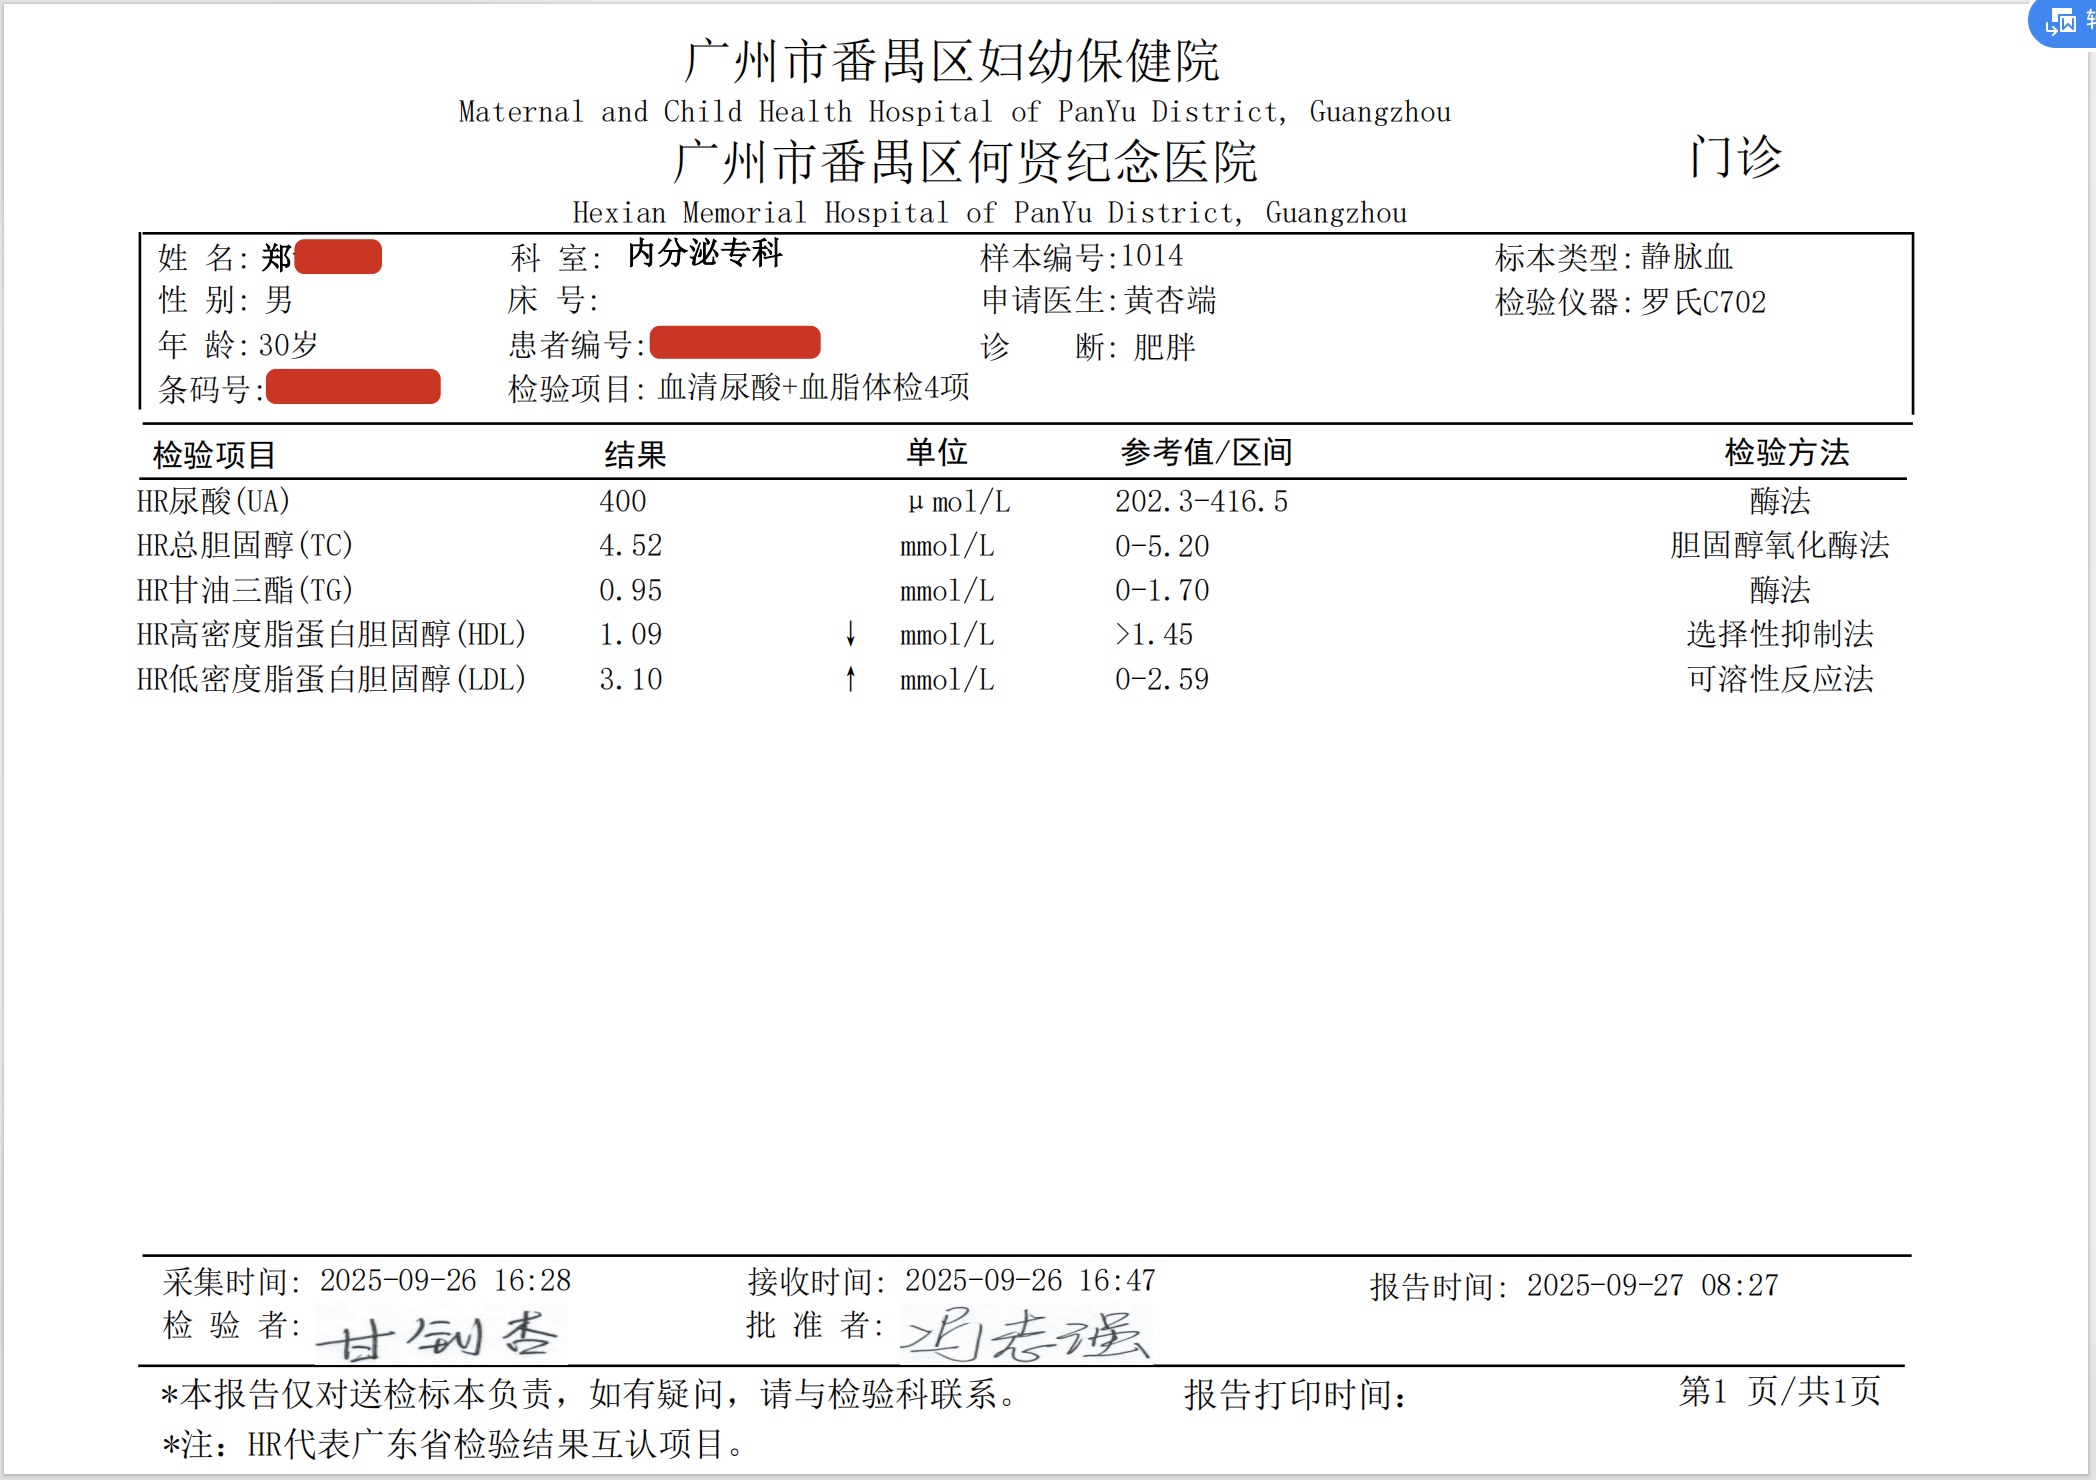 转
广州市番禺区妇幼保健院
Maternal and Child Health Hospital of PanYu District, Guangzhou
广州市番禺区何贤纪念医院
门诊
Hexian Memorial Hospital of PanYu District, Guangzhou
姓 名: 郑 科 室: 内分泌专科 样本编号:1014 标本类型:静脉血
性 别: 男 床 号: 申请医生:黄杏端 检验仪器:罗氏C702
年 龄: 30岁 患者编号: 诊 断: 肥胖
条码号: 检验项目: 血清尿酸+血脂体检4项
检验项目 结果 单位 参考值/区间 检验方法
HR尿酸(UA) 400 μmol/L 202.3-416.5 酶法
HR总胆固醇(TC) 4.52 mmol/L 0-5.20 胆固醇氧化酶法
HR甘油三酯(TG) 0.95 mmol/L 0-1.70 酶法
HR高密度脂蛋白胆固醇(HDL) 1.09 ↓ mmol/L >1.45 选择性抑制法
HR低密度脂蛋白胆固醇(LDL) 3.10 ↑ mmol/L 0-2.59 可溶性反应法
采集时间: 2025-09-26 16:28 接收时间: 2025-09-26 16:47 报告时间: 2025-09-27 08:27
检 验 者: 甘剑杏 批 准 者: 冯志强
*本报告仅对送检标本负责, 如有疑问, 请与检验科联系。 报告打印时间: 第1 页/共1页
*注: HR代表广东省检验结果互认项目。